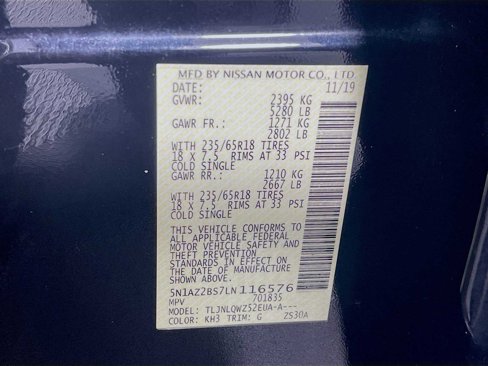 MFD BY NISSAN MOTOR CO., LTD.
DATE: 11/19
GVWR: 2395 KG
5280 LB
GAWR FR.: 1271 KG
2802 LB
WITH 235/65R18 TIRES
18 X 7.5 RIMS AT 33 PSI
COLD SINGLE
GAWR RR.: 1210 KG
2667 LB
WITH 235/65R18 TIRES
18 X 7.5 RIMS AT 33 PSI
COLD SINGLE
THIS VEHICLE CONFORMS TO
ALL APPLICABLE FEDERAL
MOTOR VEHICLE SAFETY AND
THEFT PREVENTION
STANDARDS IN EFFECT ON
THE DATE OF MANUFACTURE
SHOWN ABOVE.
5N1AZ2BS7LN116576
MPV 701835
MODEL: TLJNLQWZ52EUA-A---
COLOR: KH3 TRIM: G ZS30A